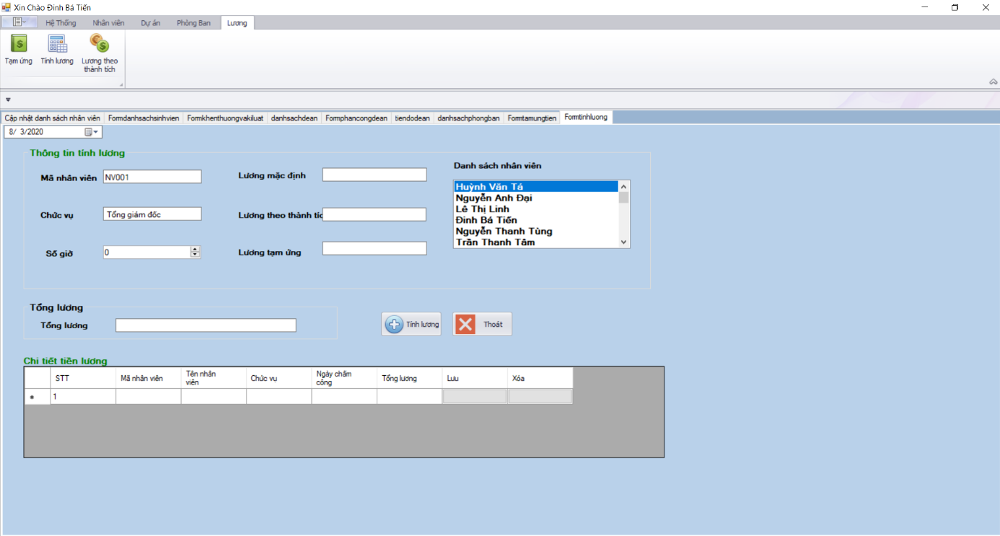 Xin Chào Đinh Bá Tiến
Hệ Thống Nhân viên Dự án Phòng Ban Lương
Tạm ứng Tính lương Lương theo thành tích
Cập nhật danh sách nhân viên Fomdanhsachsinhvien Fomkhenthuongvakiluat danhsachdean Fomphancongdean tiendodean danhsachphongban Fomtamungtien Fomtinhluong
8/ 3/2020
Thông tin tính lương
Mã nhân viên NV001
Lương mặc định
Danh sách nhân viên
Huỳnh Văn Tá
Nguyễn Anh Đại
Lê Thị Linh
Đinh Bá Tiến
Nguyễn Thanh Tùng
Trần Thanh Tâm
Chức vụ Tổng giám đốc
Lương theo thành tíc
Số giờ 0
Lương tạm ứng
Tổng lương
Tổng lương
Tính lương Thoát
Chi tiết tiền lương
STT Mã nhân viên Tên nhân viên Chức vụ Ngày chấm công Tổng lương Lưu Xóa
1